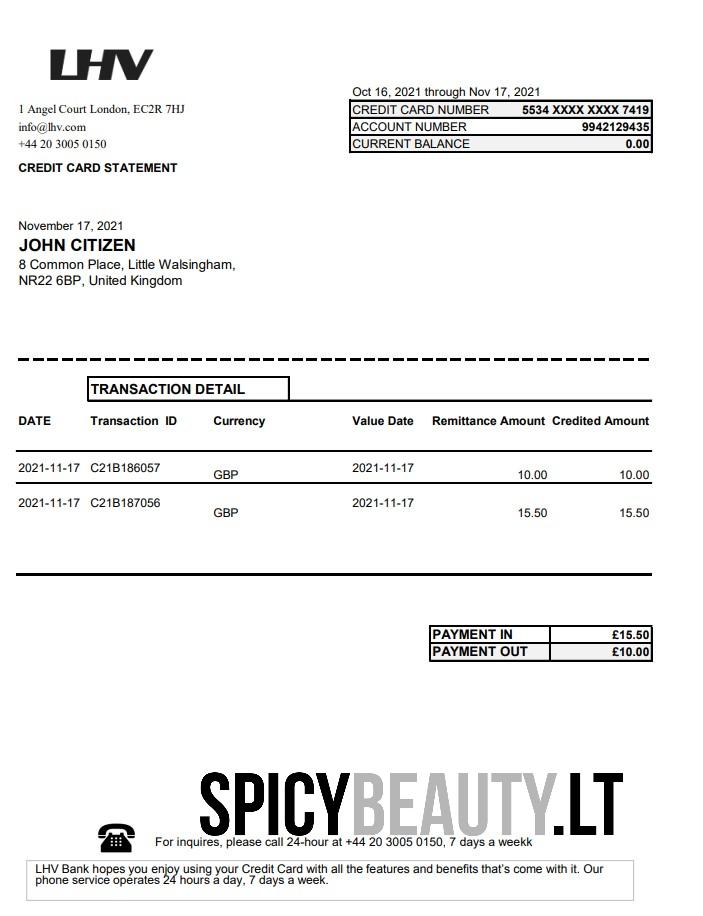 LHV
Oct 16, 2021 through Nov 17, 2021
1 Angel Court London, EC2R 7HJ
info@lhv.com
+44 20 3005 0150
CREDIT CARD NUMBER 5534 XXXX XXXX 7419
ACCOUNT NUMBER 9942129435
CURRENT BALANCE 0.00
CREDIT CARD STATEMENT
November 17, 2021
JOHN CITIZEN
8 Common Place, Little Walsingham,
NR22 6BP, United Kingdom
TRANSACTION DETAIL
DATE Transaction ID Currency Value Date Remittance Amount Credited Amount
2021-11-17 C21B186057 GBP 2021-11-17 10.00 10.00
2021-11-17 C21B187056 GBP 2021-11-17 15.50 15.50
PAYMENT IN £15.50
PAYMENT OUT £10.00
SPICYBEAUTY.LT
For inquires, please call 24-hour at +44 20 3005 0150, 7 days a weekk
LHV Bank hopes you enjoy using your Credit Card with all the features and benefits that's come with it. Our
phone service operates 24 hours a day, 7 days a week.